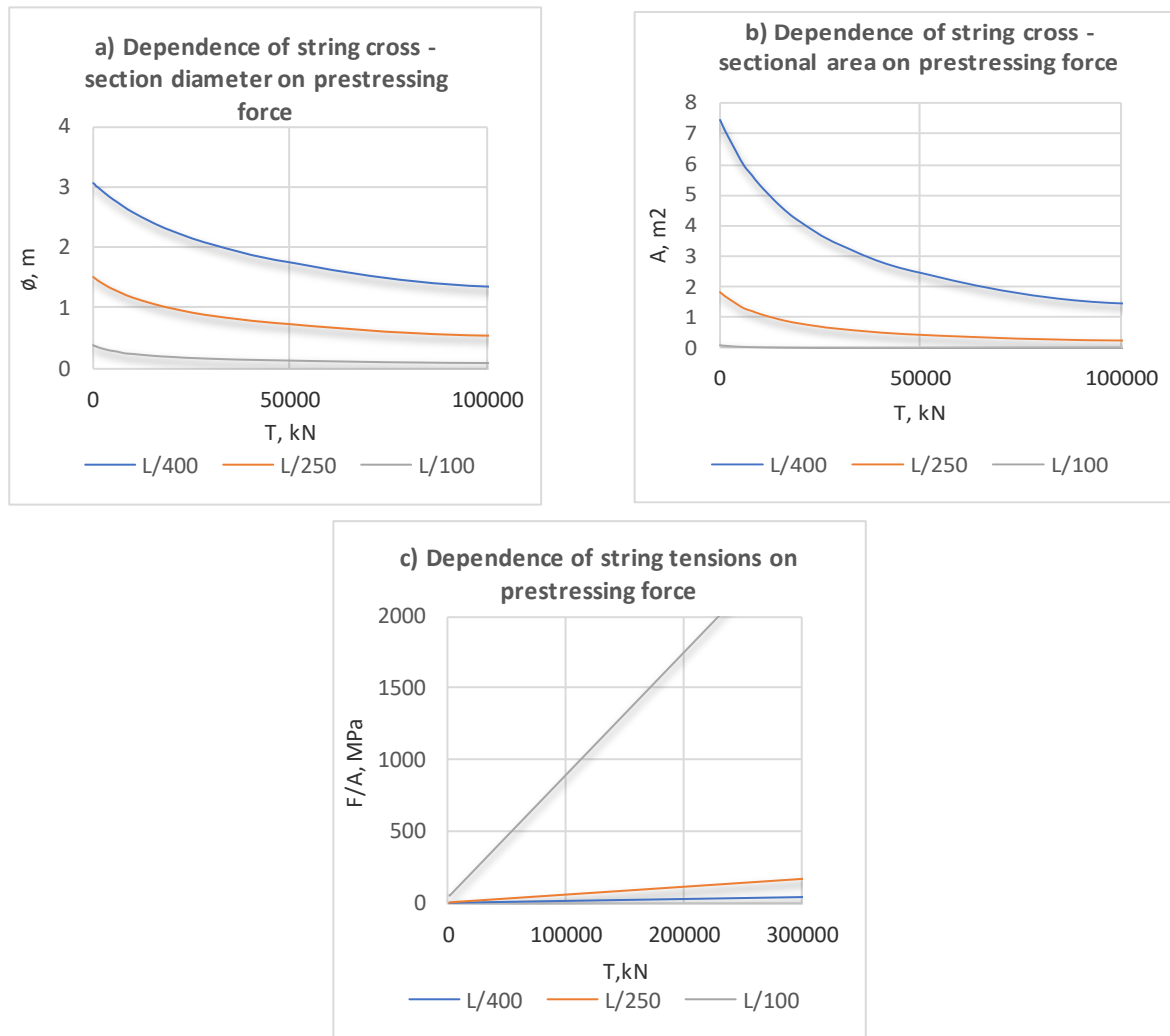 a) Dependence of string cross -
section diameter on prestressing
force
4
3
2
1
0
ø, m
0 50000 100000
T, kN
L/400 L/250 L/100
b) Dependence of string cross -
sectional area on prestressing force
8
7
6
5
4
3
2
1
0
A, m2
0 50000 100000
T, kN
L/400 L/250 L/100
c) Dependence of string tensions on
prestressing force
2000
1500
1000
500
0
F/A, MPa
0 100000 200000 300000
T,kN
L/400 L/250 L/100